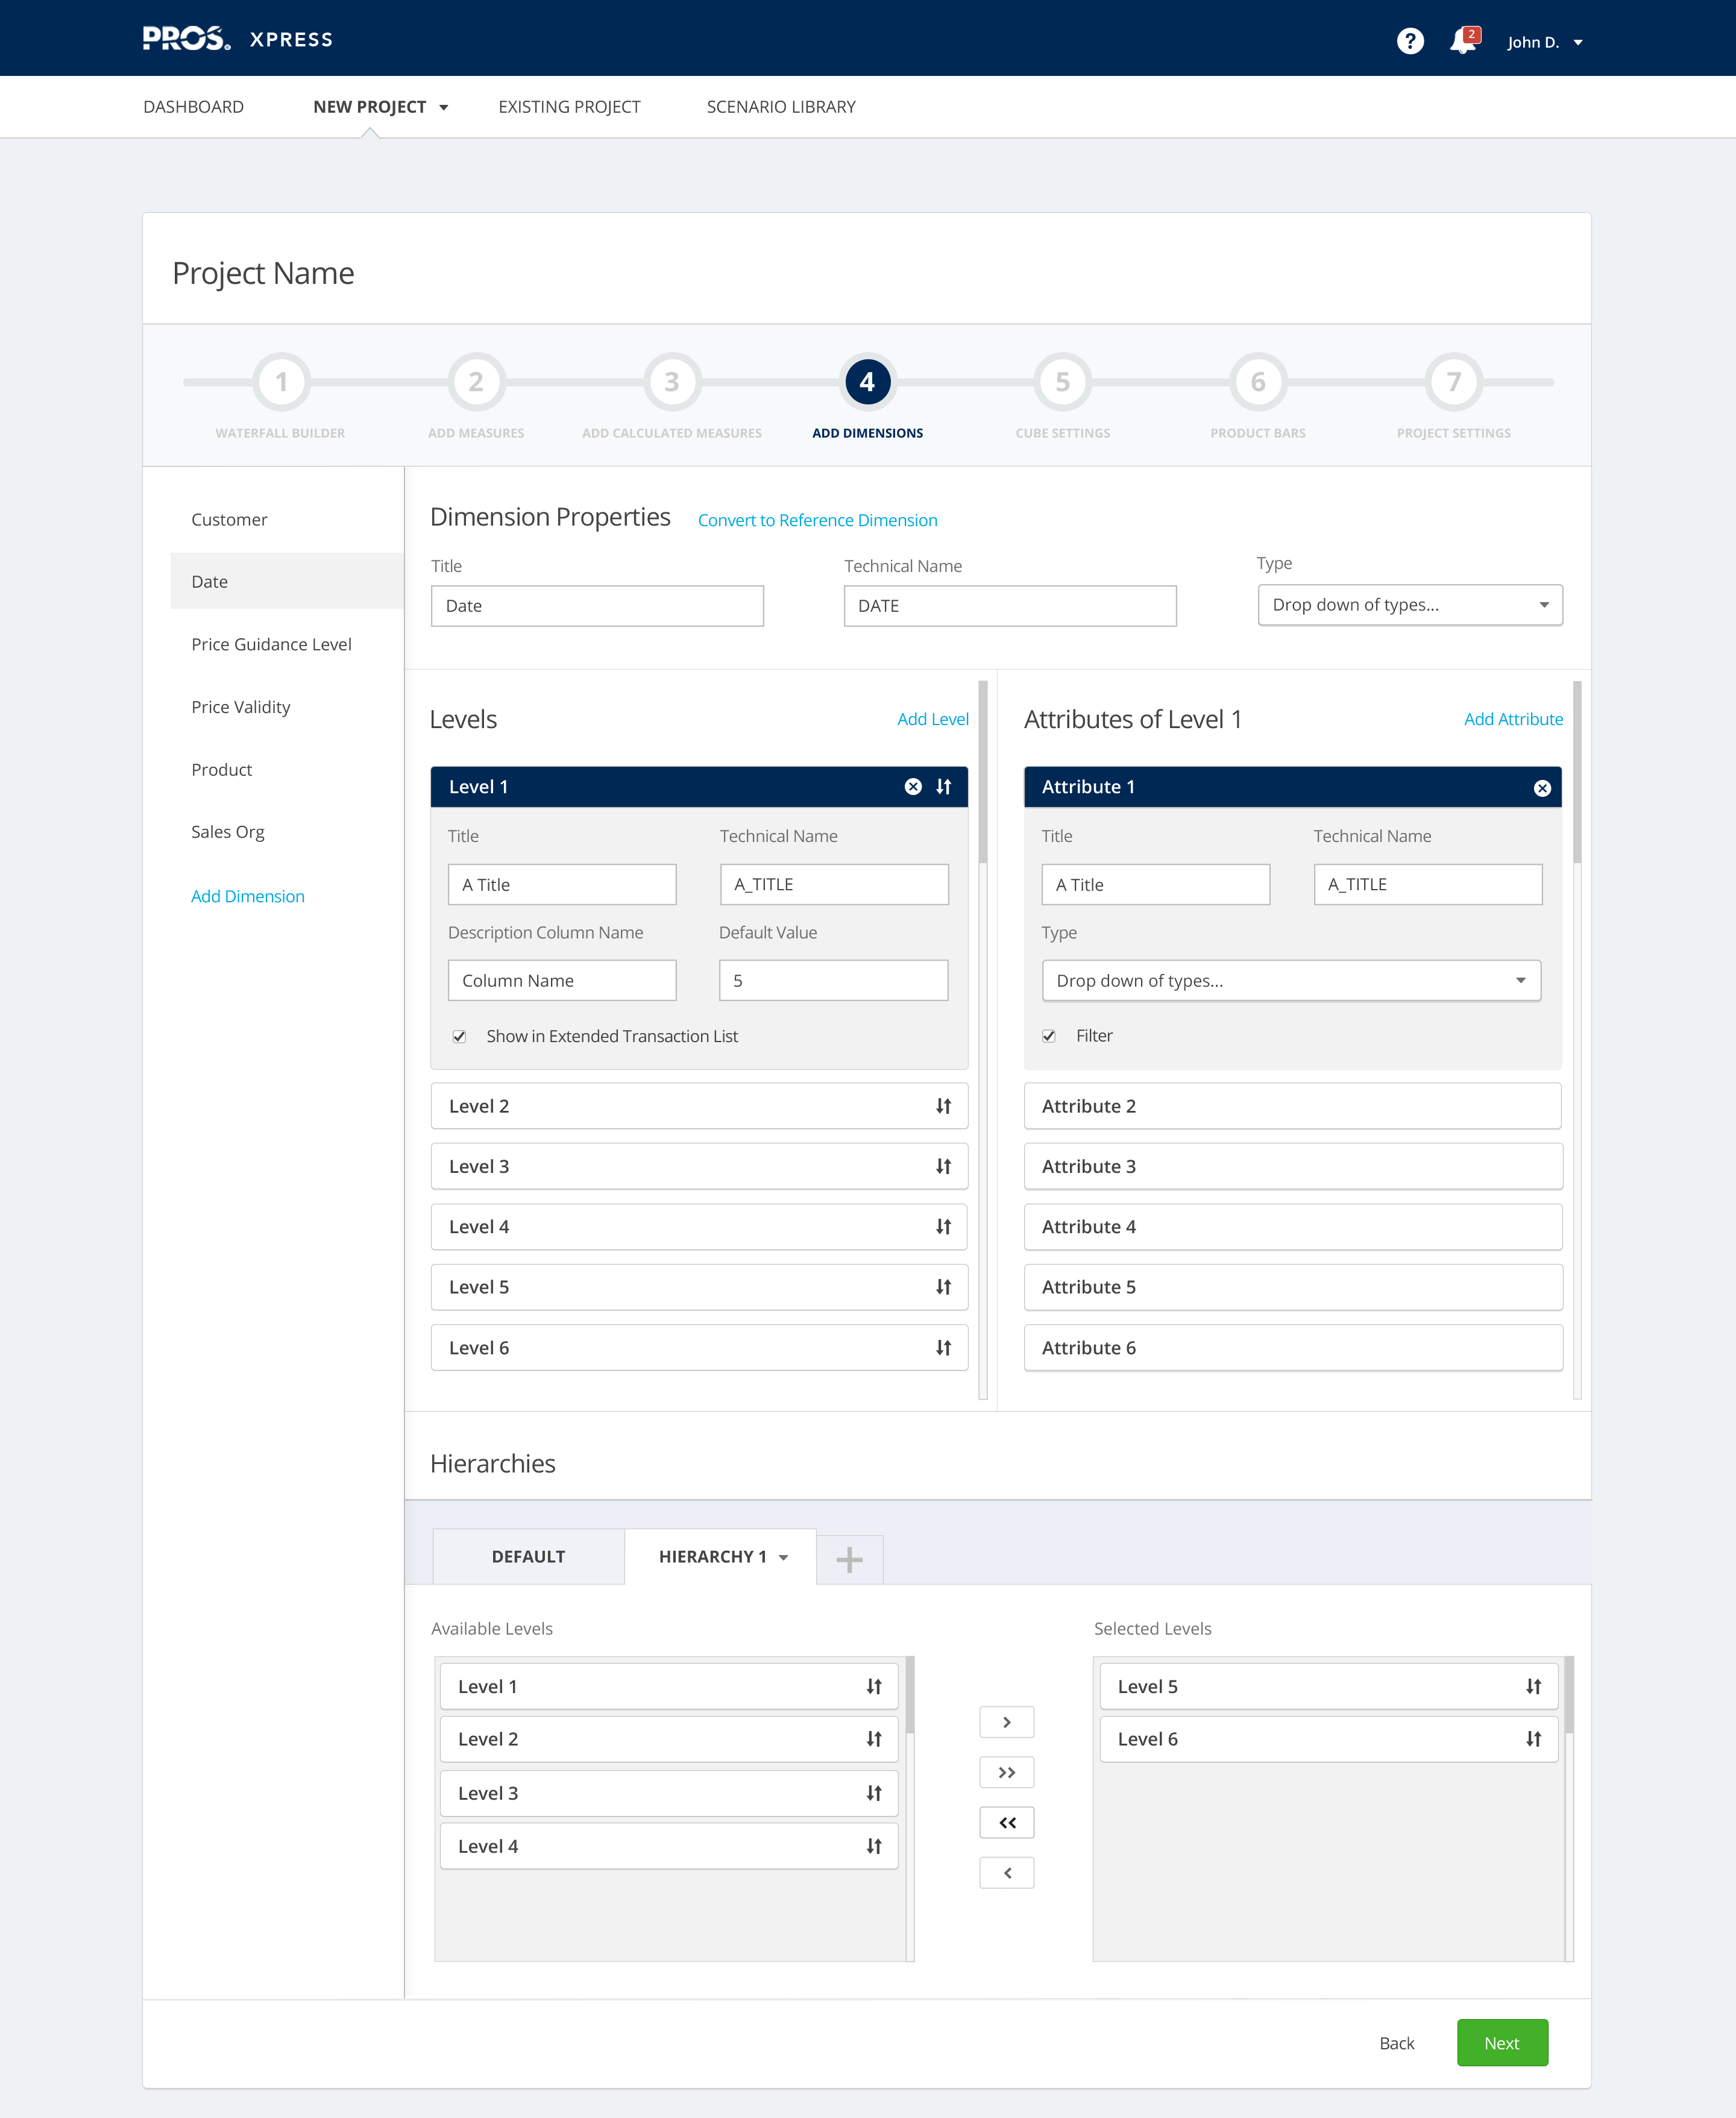 PROS. XPRESS
? 2 John D.
DASHBOARD NEW PROJECT EXISTING PROJECT SCENARIO LIBRARY
Project Name
1 2 3 4 5 6 7
WATERFALL BUILDER ADD MEASURES ADD CALCULATED MEASURES ADD DIMENSIONS CUBE SETTINGS PRODUCT BARS PROJECT SETTINGS
Customer
Date
Price Guidance Level
Price Validity
Product
Sales Org
Add Dimension
Dimension Properties Convert to Reference Dimension
Title Technical Name Type
Date DATE Drop down of types...
Levels Add Level
Level 1
Title Technical Name
A Title A_TITLE
Description Column Name Default Value
Column Name 5
Show in Extended Transaction List
Level 2
Level 3
Level 4
Level 5
Level 6
Attributes of Level 1 Add Attribute
Attribute 1
Title Technical Name
A Title A_TITLE
Type
Drop down of types...
Filter
Attribute 2
Attribute 3
Attribute 4
Attribute 5
Attribute 6
Hierarchies
DEFAULT HIERARCHY 1 +
Available Levels
Level 1
Level 2
Level 3
Level 4
>
>>
<<
<
Selected Levels
Level 5
Level 6
Back Next